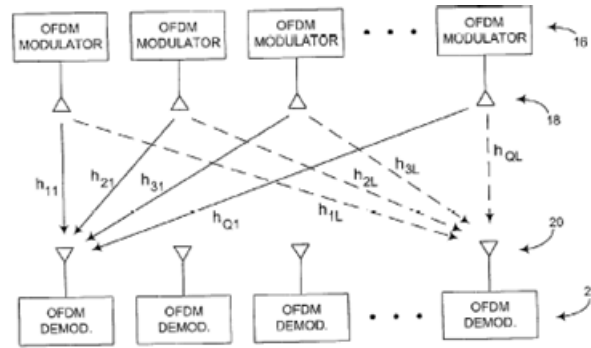 OFDM OFDM OFDM OFDM
MODULATOR MODULATOR MODULATOR MODULATOR
16
18
h11 h21 h31 h2L h3L hQL
hQ1 h1L
20
OFDM OFDM OFDM OFDM
DEMOD. DEMOD. DEMOD. DEMOD.
2